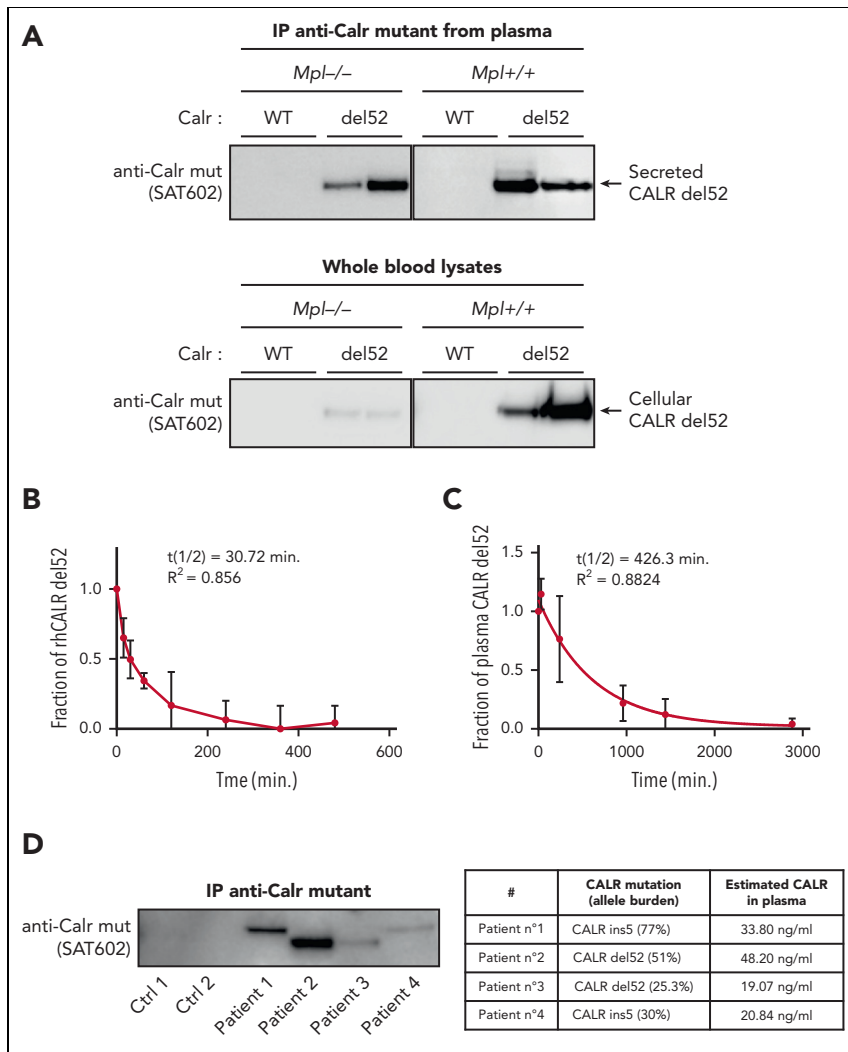 A
IP anti-Calr mutant from plasma
Mpl–/– Mpl+/+
Calr : WT del52 WT del52
anti-Calr mut
(SAT602)
Secreted
CALR del52
Whole blood lysates
Mpl–/– Mpl+/+
Calr : WT del52 WT del52
anti-Calr mut
(SAT602)
Cellular
CALR del52
B
Fraction of rhCALR del52
t(1/2) = 30.72 min.
R² = 0.856
1.0
0.5
0.0
0 200 400 600
Tme (min.)
C
Fraction of plasma CALR del52
t(1/2) = 426.3 min.
R² = 0.8824
1.5
1.0
0.5
0.0
0 1000 2000 3000
Time (min.)
D
IP anti-Calr mutant
anti-Calr mut
(SAT602)
Ctrl 1 Ctrl 2 Patient 1 Patient 2 Patient 3 Patient 4
# CALR mutation (allele burden) Estimated CALR in plasma
Patient n°1 CALR ins5 (77%) 33.80 ng/ml
Patient n°2 CALR del52 (51%) 48.20 ng/ml
Patient n°3 CALR del52 (25.3%) 19.07 ng/ml
Patient n°4 CALR ins5 (30%) 20.84 ng/ml